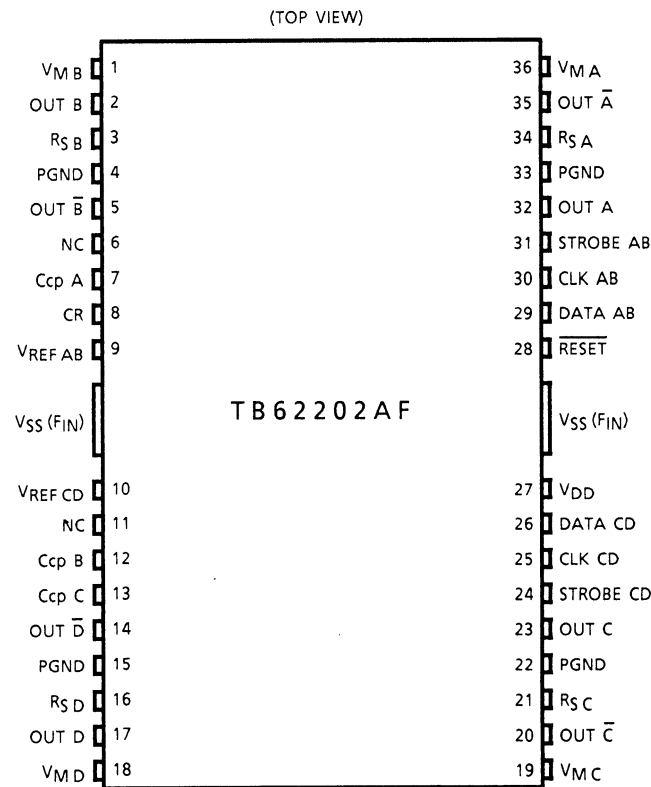 (TOP VIEW)
VM B 1 36 VM A
OUT B 2 35 OUT A̅
RS B 3 34 RS A
PGND 4 33 PGND
OUT B̅ 5 32 OUT A
NC 6 31 STROBE AB
Ccp A 7 30 CLK AB
CR 8 29 DATA AB
VREF AB 9 28 R̅E̅S̅E̅T̅
VSS (FIN) TB62202AF VSS (FIN)
VREF CD 10 27 VDD
NC 11 26 DATA CD
Ccp B 12 25 CLK CD
Ccp C 13 24 STROBE CD
OUT D̅ 14 23 OUT C
PGND 15 22 PGND
RS D 16 21 RS C
OUT D 17 20 OUT C̅
VM D 18 19 VM C